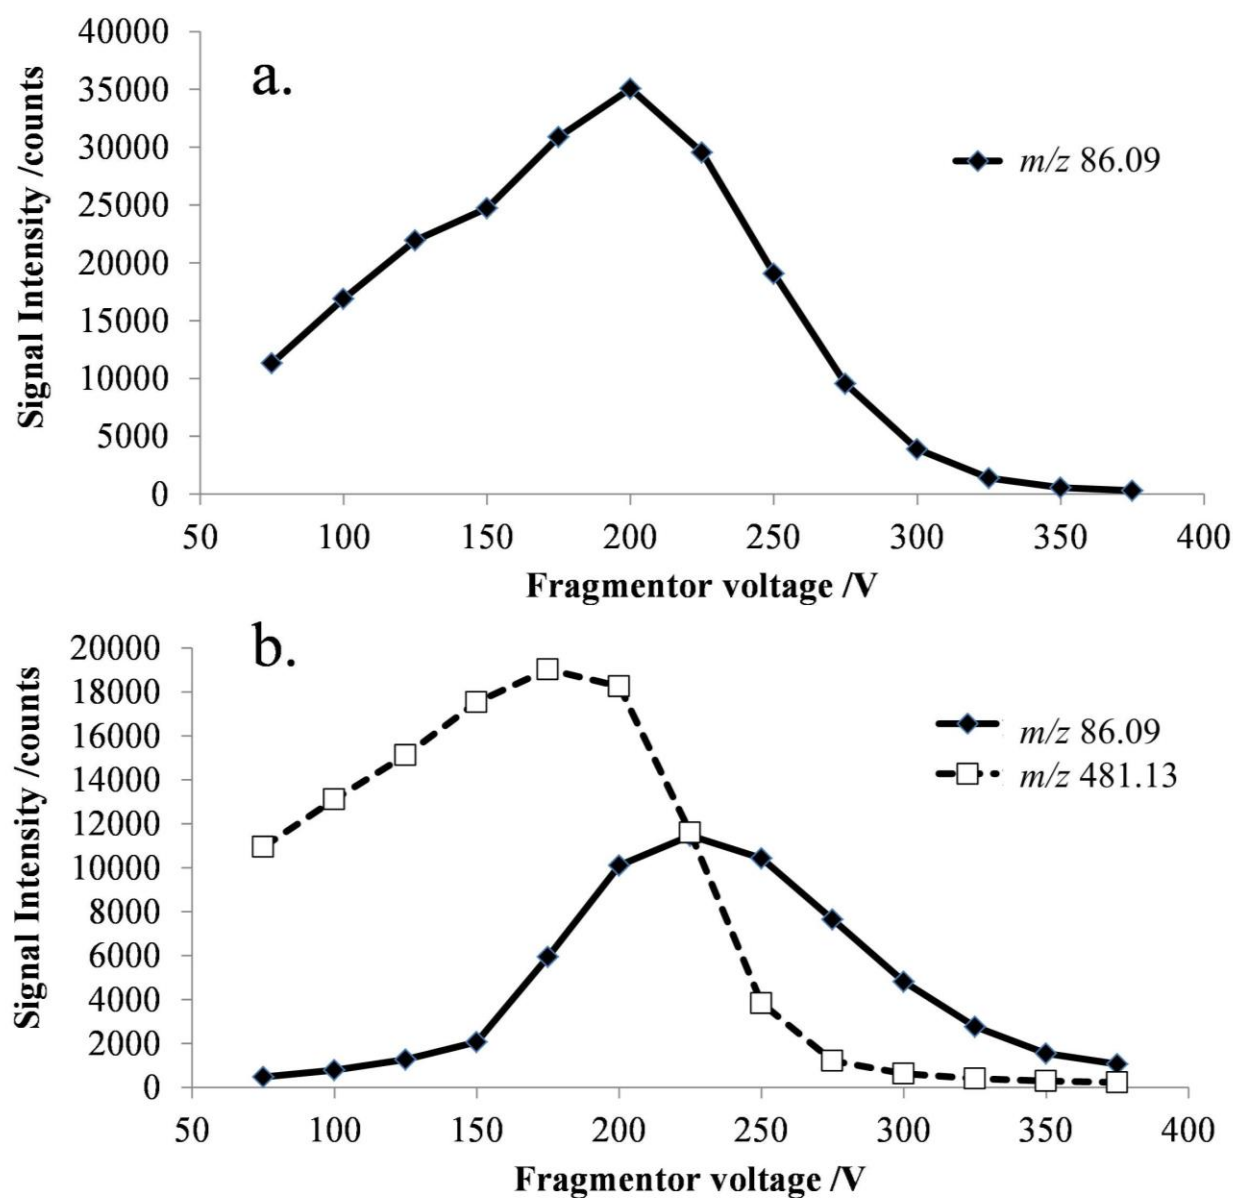 a.
Signal Intensity /counts
40000
35000
30000
25000
20000
15000
10000
5000
0
50 100 150 200 250 300 350 400
Fragmentor voltage /V
m/z 86.09
b.
Signal Intensity /counts
20000
18000
16000
14000
12000
10000
8000
6000
4000
2000
0
50 100 150 200 250 300 350 400
Fragmentor voltage /V
m/z 86.09
m/z 481.13